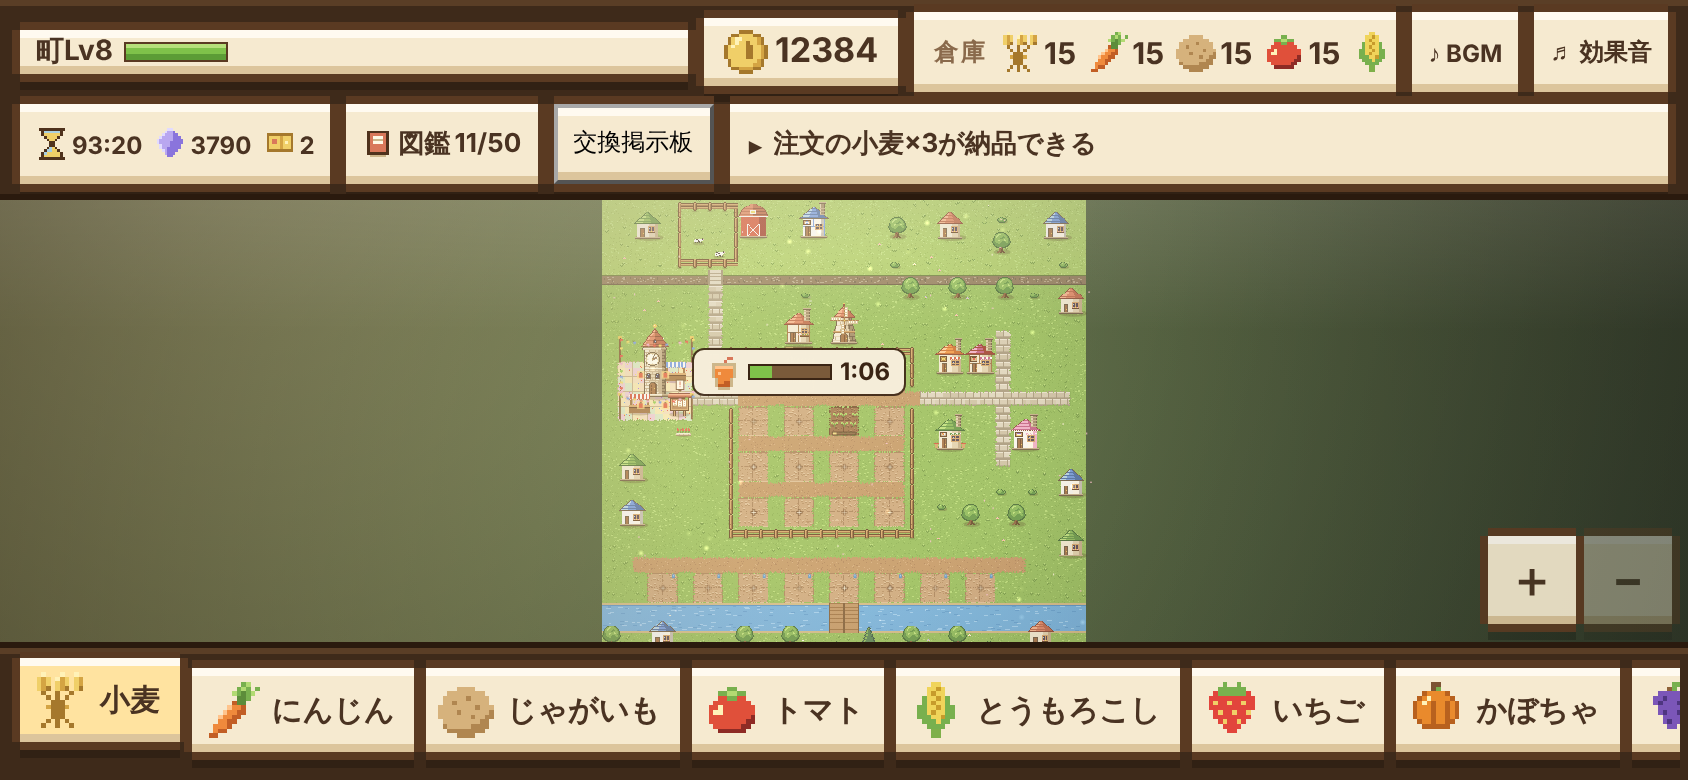 町Lv8
12384
倉庫 15 15 15 15
♪ BGM
♬ 効果音
93:20 3790 2
図鑑 11/50
交換掲示板
▶ 注文の小麦×3が納品できる
1:06
+ −
小麦 にんじん じゃがいも トマト とうもろこし いちご かぼちゃ